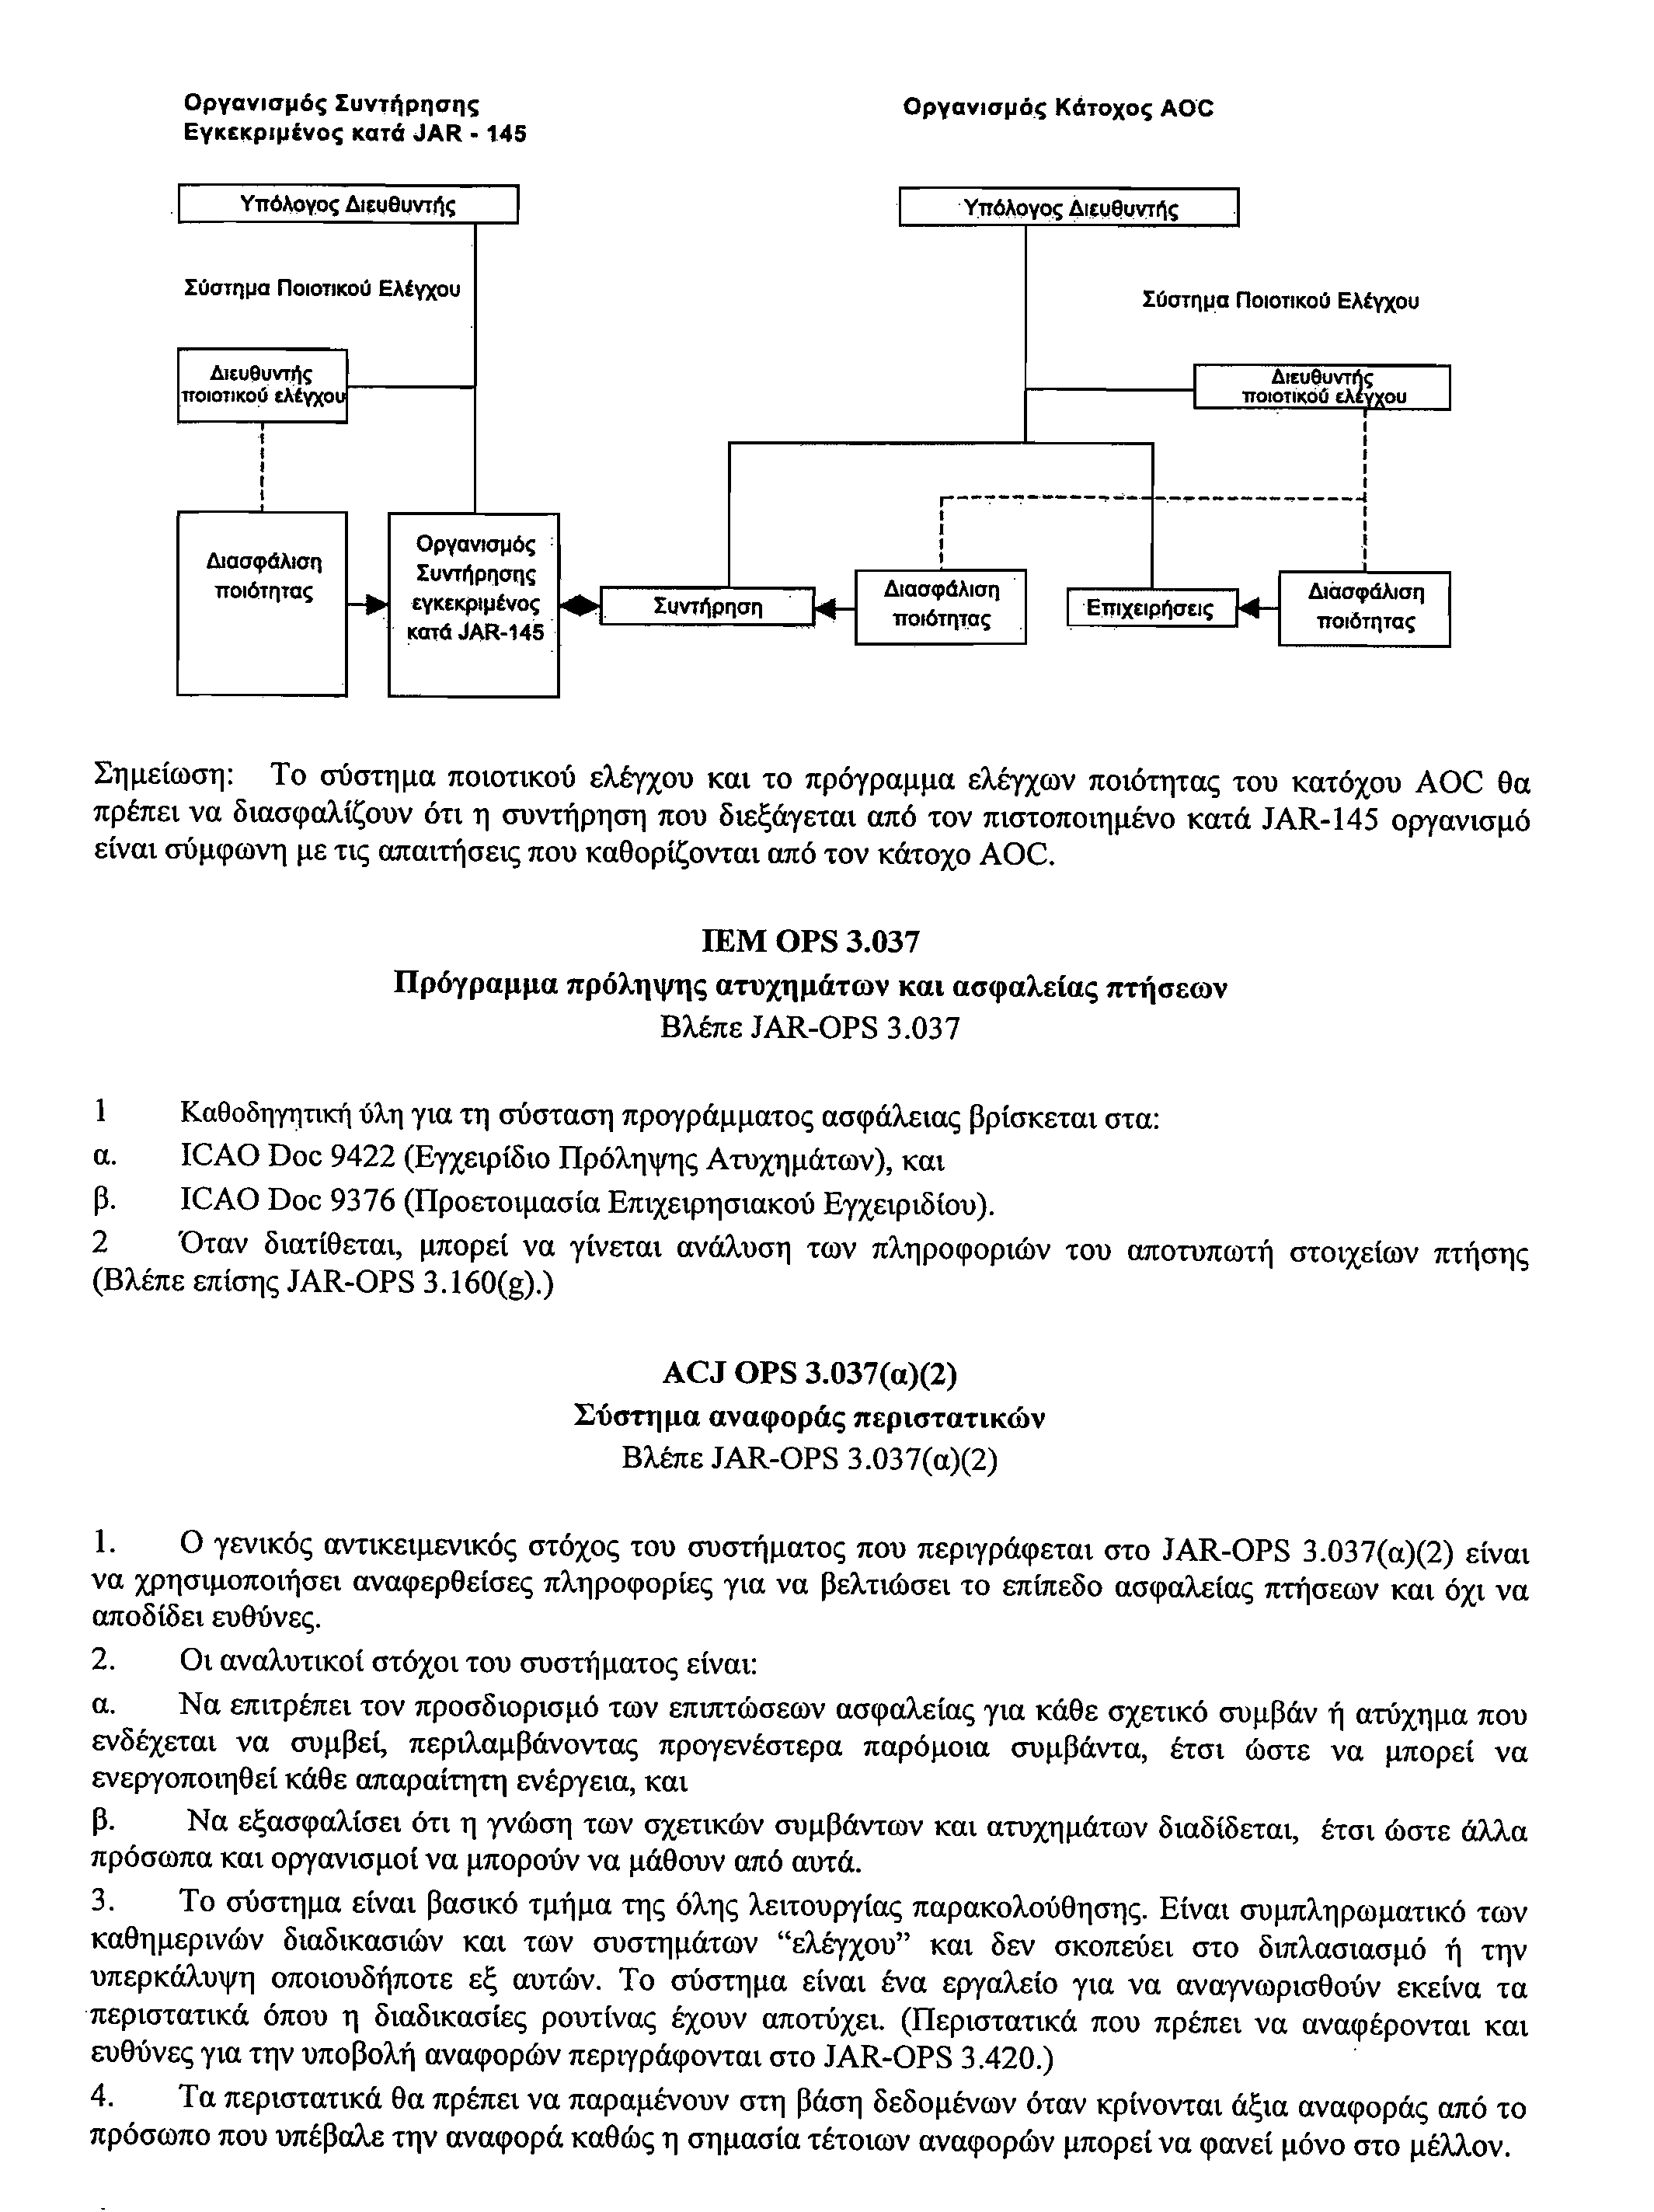 Οργανισμός Συντήρησης
Εγκεκριμένος κατά JAR - 145
Οργανισμός Κάτοχος AOC
Υπόλογος Διευθυντής
Υπόλογος Διευθυντής
Σύστημα Ποιοτικού Ελέγχου
Σύστημα Ποιοτικού Ελέγχου
Διευθυντής
ποιοτικού ελέγχου
Διευθυντής
ποιοτικού ελέγχου
Διασφάλιση
ποιότητας
Οργανισμός
Συντήρησης
εγκεκριμένος
κατά JAR-145
Συντήρηση
Διασφάλιση
ποιότητας
Επιχειρήσεις
Διασφάλιση
ποιότητας
Σημείωση: Το σύστημα ποιοτικού ελέγχου και το πρόγραμμα ελέγχων ποιότητας του κατόχου AOC θα
πρέπει να διασφαλίζουν ότι η συντήρηση που διεξάγεται από τον πιστοποιημένο κατά JAR-145 οργανισμό
είναι σύμφωνη με τις απαιτήσεις που καθορίζονται από τον κάτοχο AOC.
IEM OPS 3.037
Πρόγραμμα πρόληψης ατυχημάτων και ασφαλείας πτήσεων
Βλέπε JAR-OPS 3.037
1 Καθοδηγητική ύλη για τη σύσταση προγράμματος ασφάλειας βρίσκεται στα:
α. ICAO Doc 9422 (Εγχειρίδιο Πρόληψης Ατυχημάτων), και
β. ICAO Doc 9376 (Προετοιμασία Επιχειρησιακού Εγχειριδίου).
2 Όταν διατίθεται, μπορεί να γίνεται ανάλυση των πληροφοριών του αποτυπωτή στοιχείων πτήσης
(Βλέπε επίσης JAR-OPS 3.160(g).)
ACJ OPS 3.037(α)(2)
Σύστημα αναφοράς περιστατικών
Βλέπε JAR-OPS 3.037(α)(2)
1. Ο γενικός αντικειμενικός στόχος του συστήματος που περιγράφεται στο JAR-OPS 3.037(α)(2) είναι
να χρησιμοποιήσει αναφερθείσες πληροφορίες για να βελτιώσει το επίπεδο ασφαλείας πτήσεων και όχι να
αποδίδει ευθύνες.
2. Οι αναλυτικοί στόχοι του συστήματος είναι:
α. Να επιτρέπει τον προσδιορισμό των επιπτώσεων ασφαλείας για κάθε σχετικό συμβάν ή ατύχημα που
ενδέχεται να συμβεί, περιλαμβάνοντας προγενέστερα παρόμοια συμβάντα, έτσι ώστε να μπορεί να
ενεργοποιηθεί κάθε απαραίτητη ενέργεια, και
β. Να εξασφαλίσει ότι η γνώση των σχετικών συμβάντων και ατυχημάτων διαδίδεται, έτσι ώστε άλλα
πρόσωπα και οργανισμοί να μπορούν να μάθουν από αυτά.
3. Το σύστημα είναι βασικό τμήμα της όλης λειτουργίας παρακολούθησης. Είναι συμπληρωματικό των
καθημερινών διαδικασιών και των συστημάτων “ελέγχου” και δεν σκοπεύει στο διπλασιασμό ή την
υπερκάλυψη οποιουδήποτε εξ αυτών. Το σύστημα είναι ένα εργαλείο για να αναγνωρισθούν εκείνα τα
περιστατικά όπου η διαδικασίες ρουτίνας έχουν αποτύχει. (Περιστατικά που πρέπει να αναφέρονται και
ευθύνες για την υποβολή αναφορών περιγράφονται στο JAR-OPS 3.420.)
4. Τα περιστατικά θα πρέπει να παραμένουν στη βάση δεδομένων όταν κρίνονται άξια αναφοράς από το
πρόσωπο που υπέβαλε την αναφορά καθώς η σημασία τέτοιων αναφορών μπορεί να φανεί μόνο στο μέλλον.